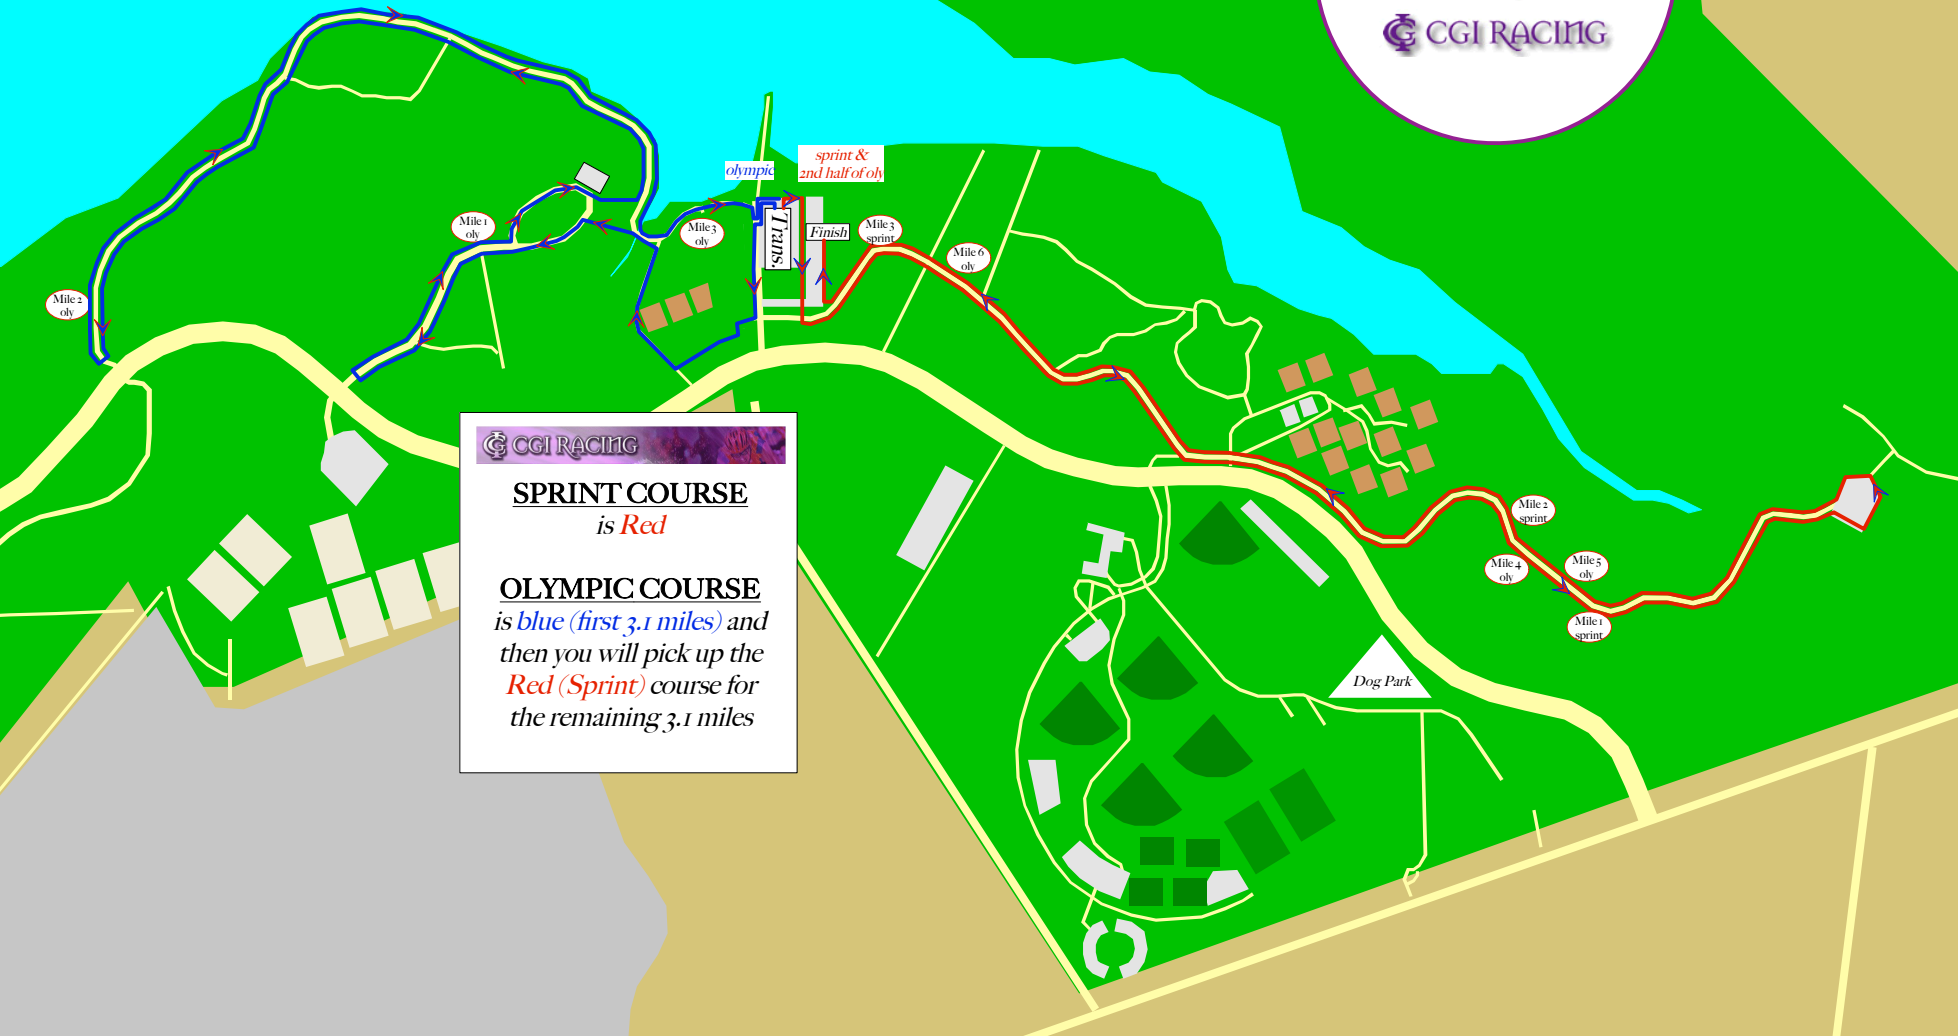 CGI RACING
olympic
sprint &
2nd half of oly
Mile 1
oly
Mile 2
oly
Mile 3
oly
Trans.
Finish
Mile 3
sprint
Mile 6
oly
Mile 2
sprint
Mile 4
oly
Mile 5
oly
Mile 1
sprint
Dog Park
CGI RACING
SPRINT COURSE
is Red
OLYMPIC COURSE
is blue (first 3.1 miles) and
then you will pick up the
Red (Sprint) course for
the remaining 3.1 miles